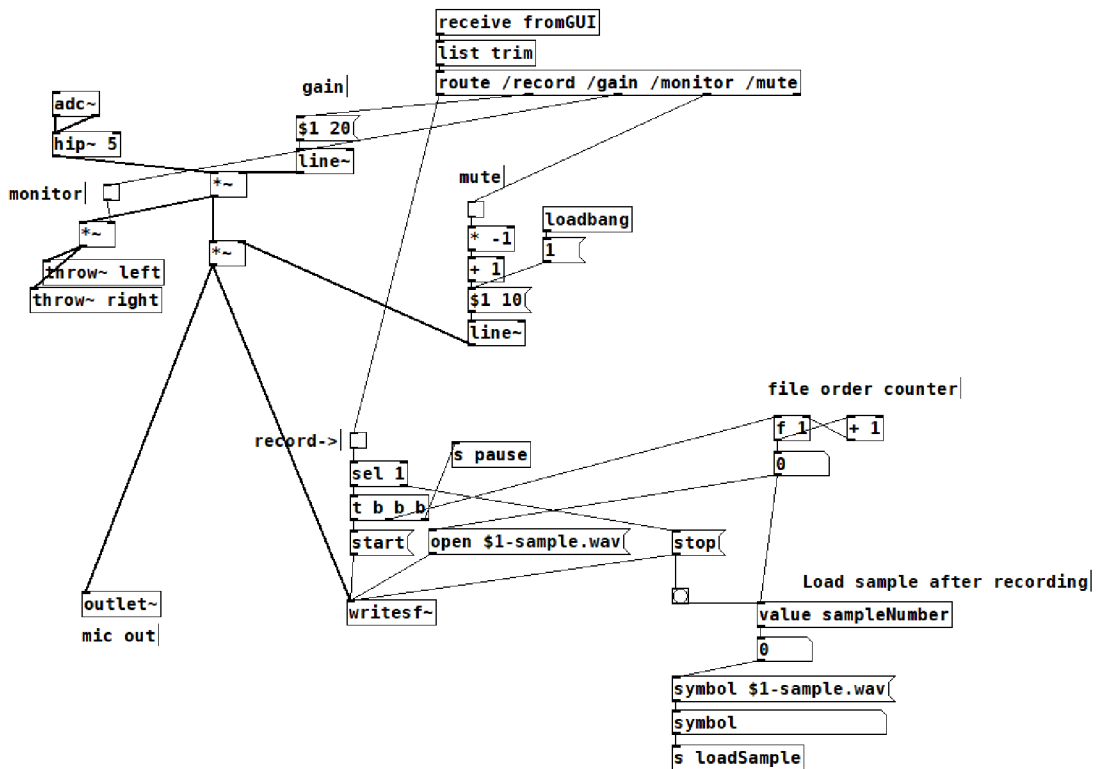 receive fromGUI
list trim
route /record /gain /monitor /mute
gain
adc~
$1 20
hip~ 5
line~
mute
*~
monitor
loadbang
*~
* -1
*~
1
+ 1
throw~ left
throw~ right
$1 10
line~
file order counter
f 1
+ 1
record->
s pause
0
sel 1
t b b b
start
open $1-sample.wav
stop
Load sample after recording
outlet~
writesf~
value sampleNumber
mic out
0
symbol $1-sample.wav
symbol
s loadSample